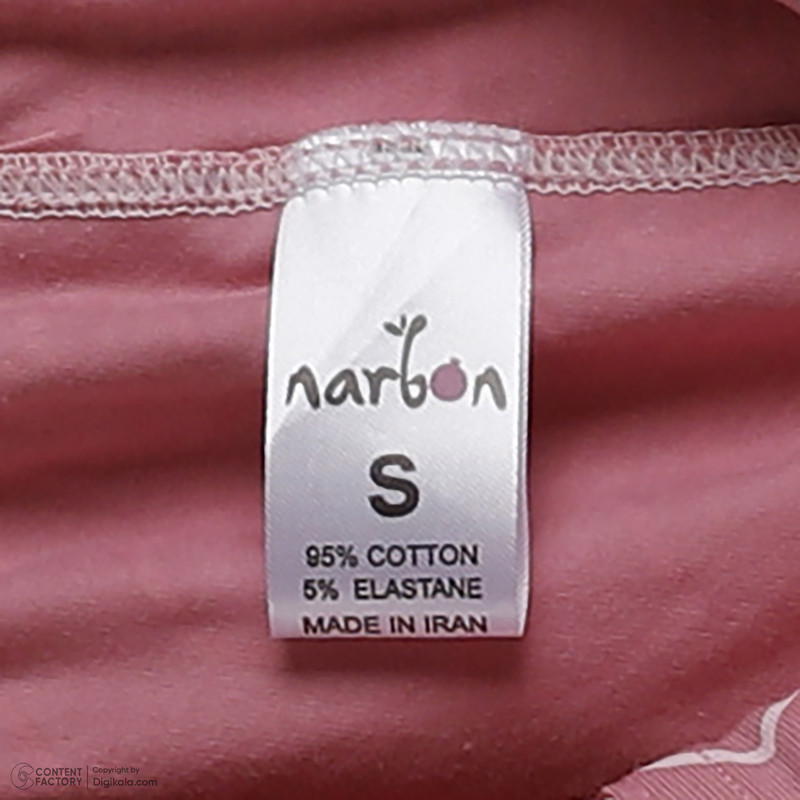 narbon
S
95% COTTON
5% ELASTANE
MADE IN IRAN
CONTENT
FACTORY
Copyright by
Digikala.com